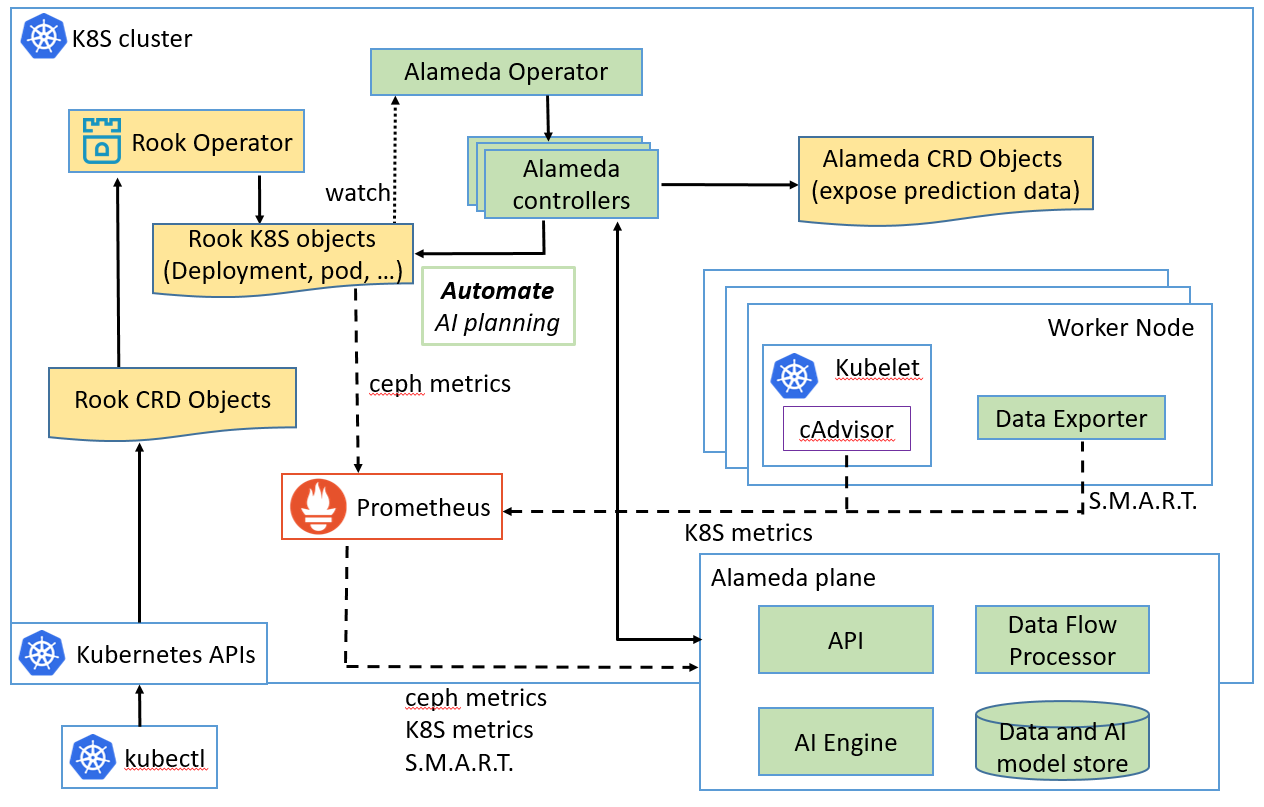 K8S cluster
Alameda Operator
Rook Operator
watch
Alameda
controllers
Alameda CRD Objects
(expose prediction data)
Rook K8S objects
(Deployment, pod, ...)
Automate
AI planning
Worker Node
Kubelet
cAdvisor
Data Exporter
ceph metrics
Rook CRD Objects
Prometheus
S.M.A.R.T.
K8S metrics
Alameda plane
API
Data Flow
Processor
AI Engine
Data and AI
model store
Kubernetes APIs
ceph metrics
K8S metrics
S.M.A.R.T.
kubectl